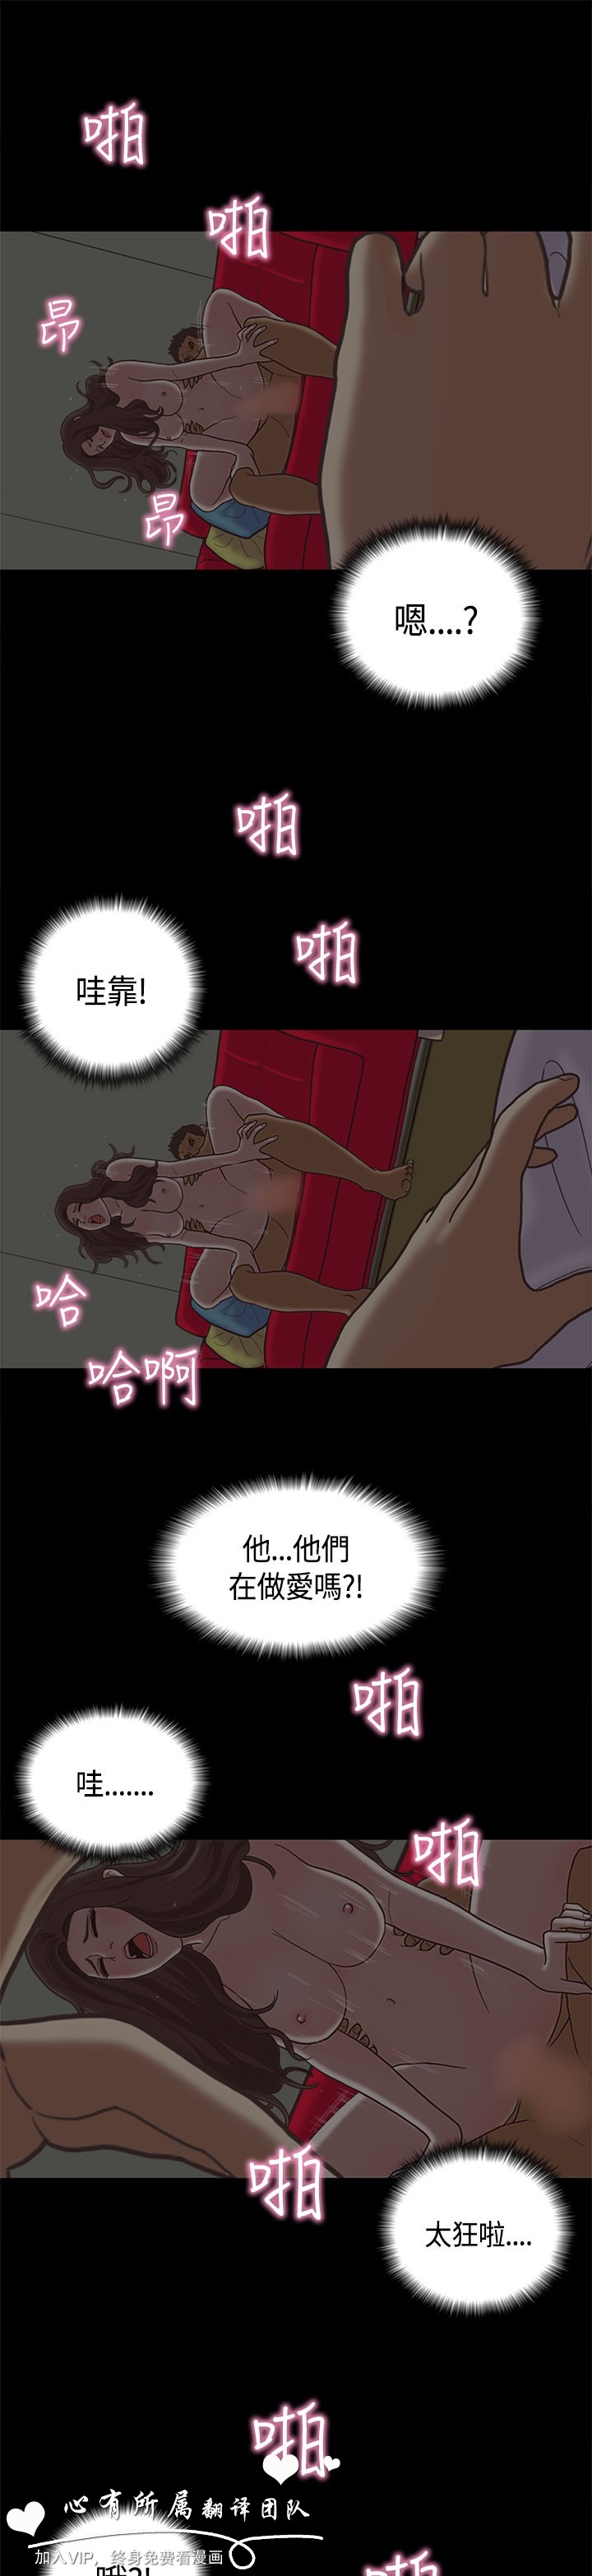 啪
啪
昂
昂
嗯....?
啪
啪
哇靠!
哈
哈啊
他...他們
在做愛嗎?!
啪
哇.......
啪
啪
太狂啦....
啪
心有所属翻译团队
加入VIP，终身免费看漫画
哦?!